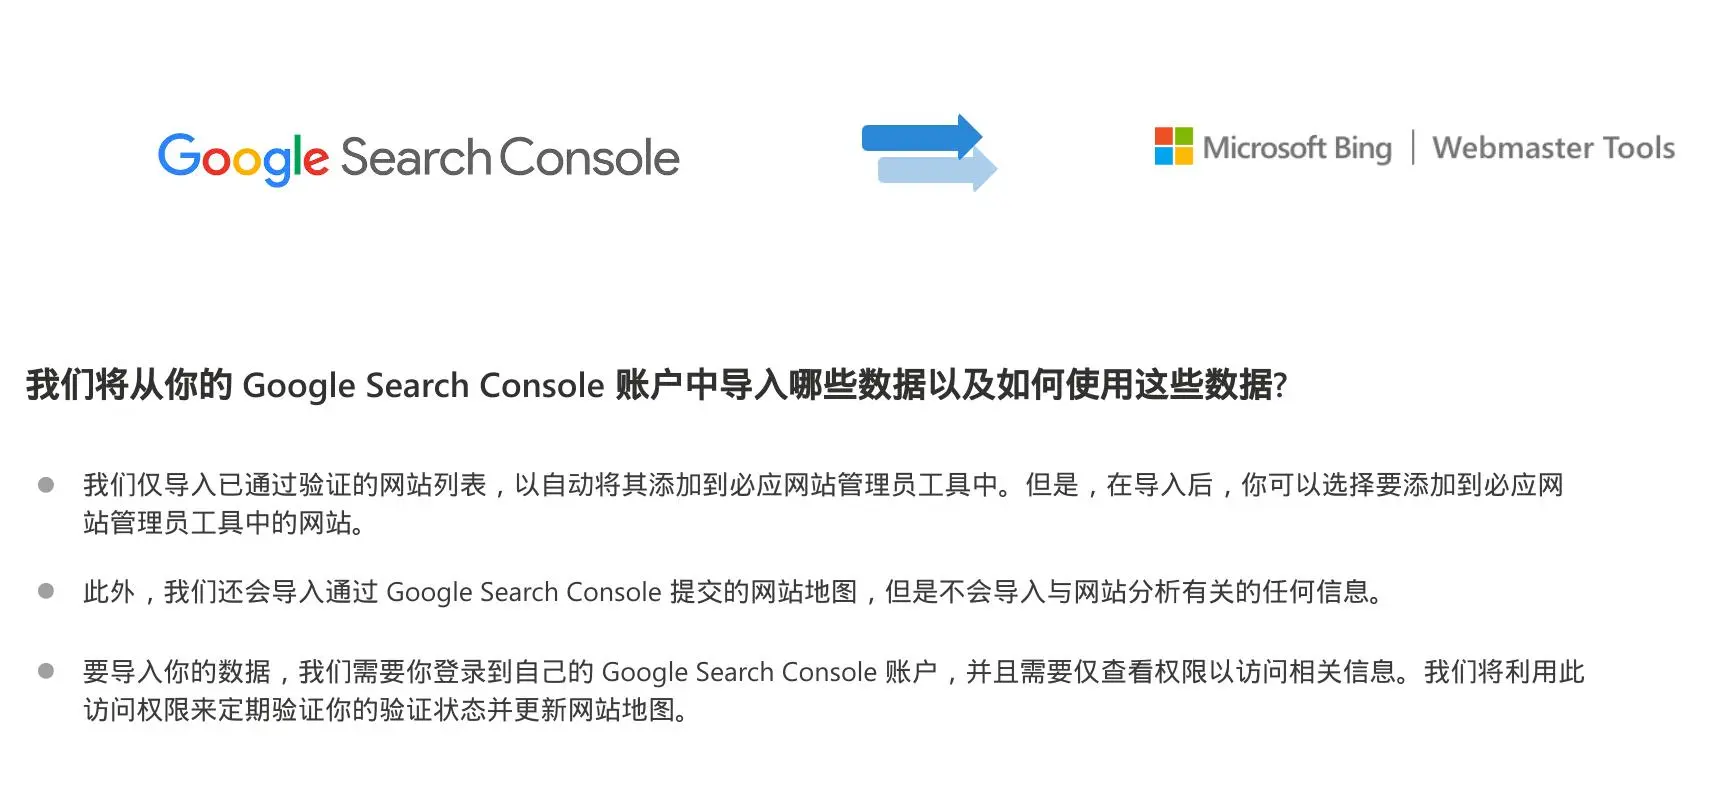 Google Search Console
Microsoft Bing | Webmaster Tools
我们将从你的 Google Search Console 账户中导入哪些数据以及如何使用这些数据?
我们仅导入已通过验证的网站列表，以自动将其添加到必应网站管理员工具中。但是，在导入后，你可以选择要添加到必应网
站管理员工具中的网站。
此外，我们还会导入通过 Google Search Console 提交的网站地图，但是不会导入与网站分析有关的任何信息。
要导入你的数据，我们需要你登录到自己的 Google Search Console 账户，并且需要仅查看权限以访问相关信息。我们将利用此
访问权限来定期验证你的验证状态并更新网站地图。